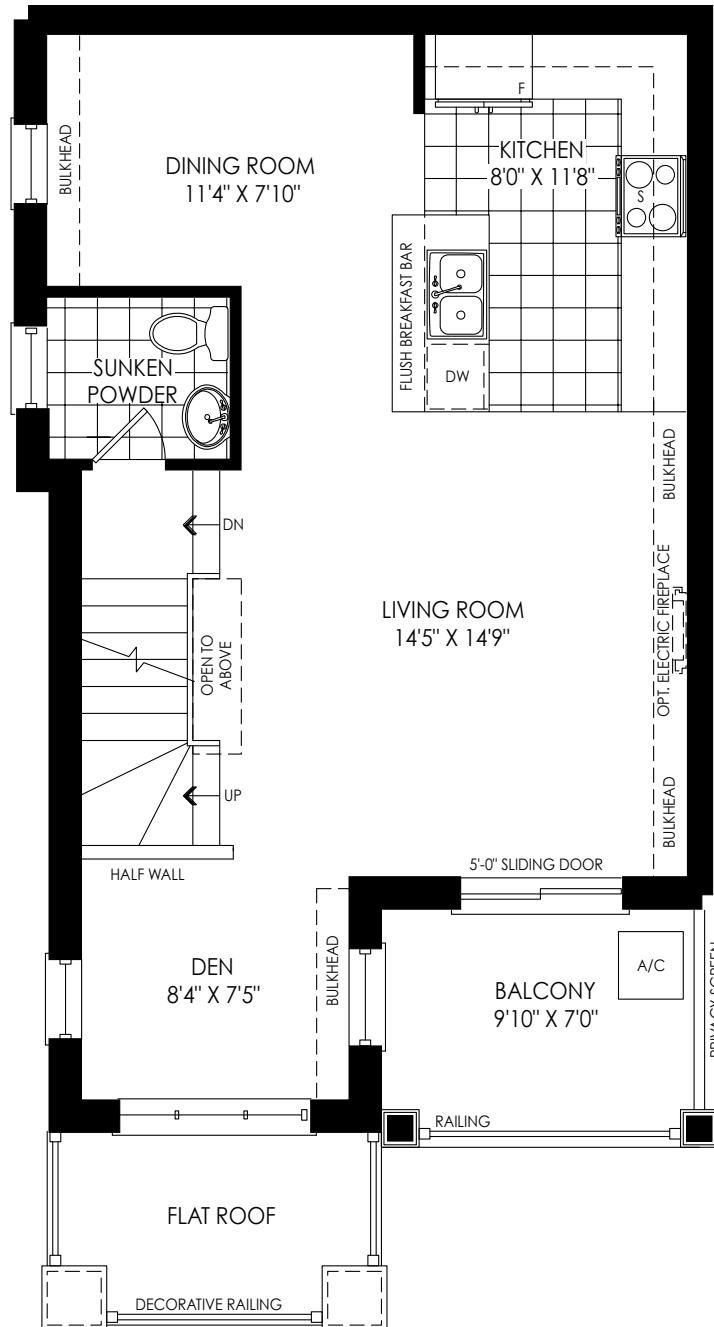 F
BULKHEAD
DINING ROOM
11'4" X 7'10"
KITCHEN
8'0" X 11'8"
S
FLUSH BREAKFAST BAR
DW
SUNKEN
POWDER
DN
BULKHEAD
OPEN TO
ABOVE
LIVING ROOM
14'5" X 14'9"
OPT. ELECTRIC FIREPLACE
UP
BULKHEAD
HALF WALL
5'-0" SLIDING DOOR
DEN
8'4" X 7'5"
BULKHEAD
BALCONY
9'10" X 7'0"
A/C
PRIVACY SCREEN
RAILING
FLAT ROOF
DECORATIVE RAILING